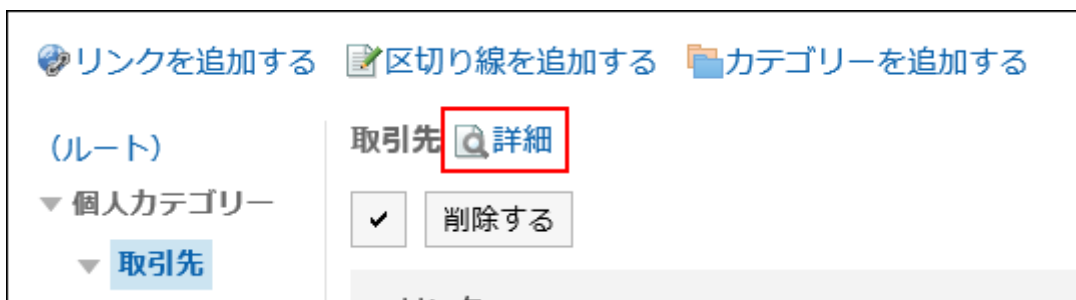 リンクを追加する 区切り線を追加する カテゴリーを追加する
(ルート)
取引先 詳細
個人カテゴリー
削除する
取引先